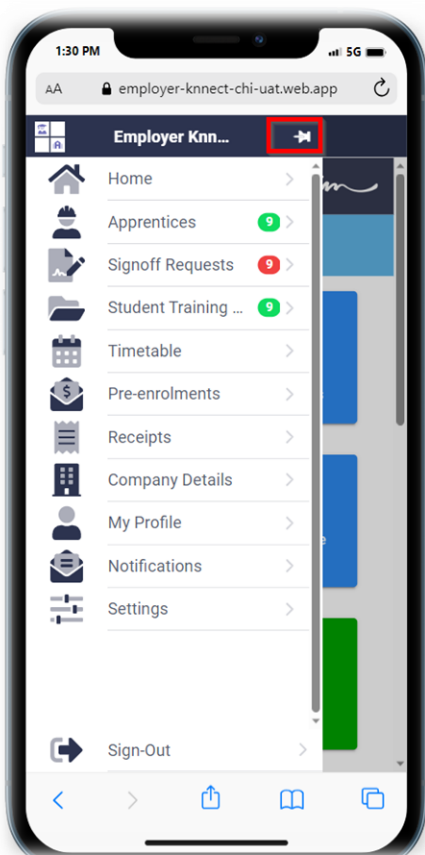 1:30 PM
5G
AA employer-knnect-chi-uat.web.app
Employer Knn...
Home
Apprentices 9
Signoff Requests 9
Student Training ... 9
Timetable
Pre-enrolments
Receipts
Company Details
My Profile
Notifications
Settings
Sign-Out